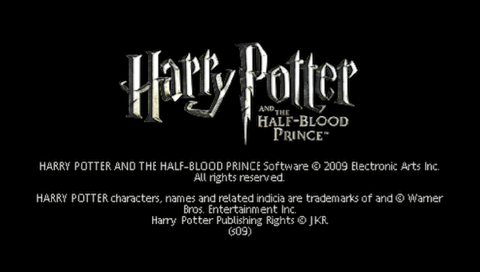 Harry Potter
AND THE
HALF-BLOOD
PRINCE™
HARRY POTTER AND THE HALF-BLOOD PRINCE Software © 2009 Electronic Arts Inc.
All rights reserved.
HARRY POTTER characters, names and related indicia are trademarks of and © Warner
Bros. Entertainment Inc.
Harry Potter Publishing Rights © JKR.
(s09)